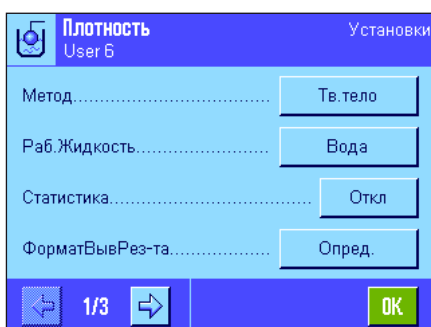 Плотность Установки
User 6
Метод................................... Тв.тело
Раб.Жидкость........................ Вода
Статистика..................................... Откл
ФорматВывРез-та................. Опред.
1/3 OK